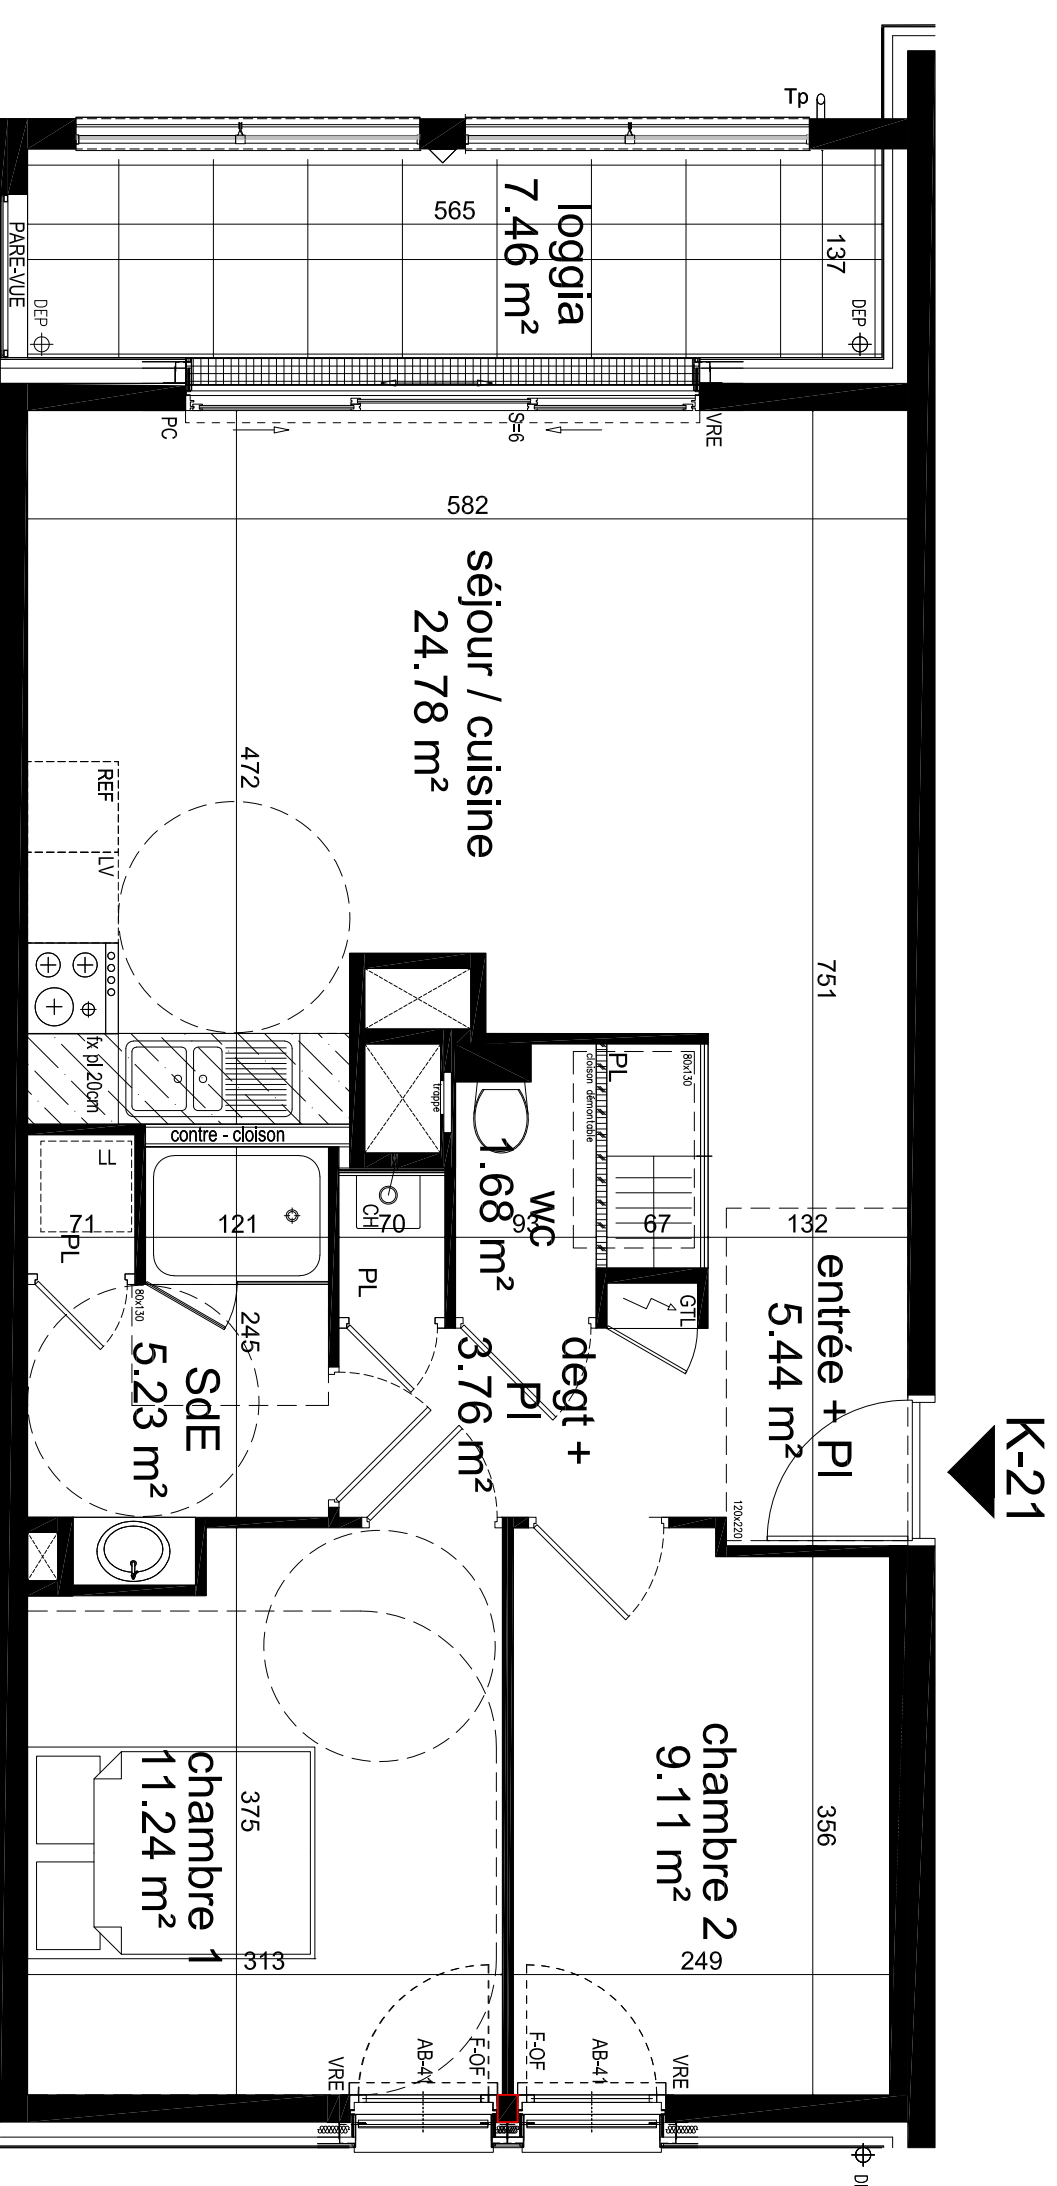 Tp
loggia
7.46 m²
565
137
PARE-VUE
DEP
DEP
PC
S=6
VRE
582
séjour / cuisine
24.78 m²
472
REF
LV
751
fx pl 20cm
contre - cloison
trappe
PL
80x130
cloison démontable
wc
1.68 m²
LL
71
PL
121
CH
70
PL
93
67
132
GTL
entrée + Pl
5.44 m²
degt +
Pl
3.76 m²
80x130
245
SdE
5.23 m²
120x220
K-21
chambre 1
11.24 m²
375
313
chambre 2
9.11 m²
356
249
VRE
AB-41
F-OF
F-OF
AB-41
VRE